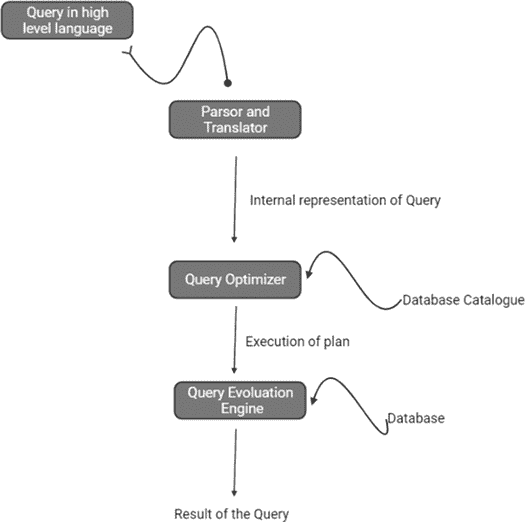 Query in high
level language
Parsor and
Translator
Internal representation of Query
Query Optimizer
Database Catalogue
Execution of plan
Query Evoluation
Engine
Database
Result of the Query